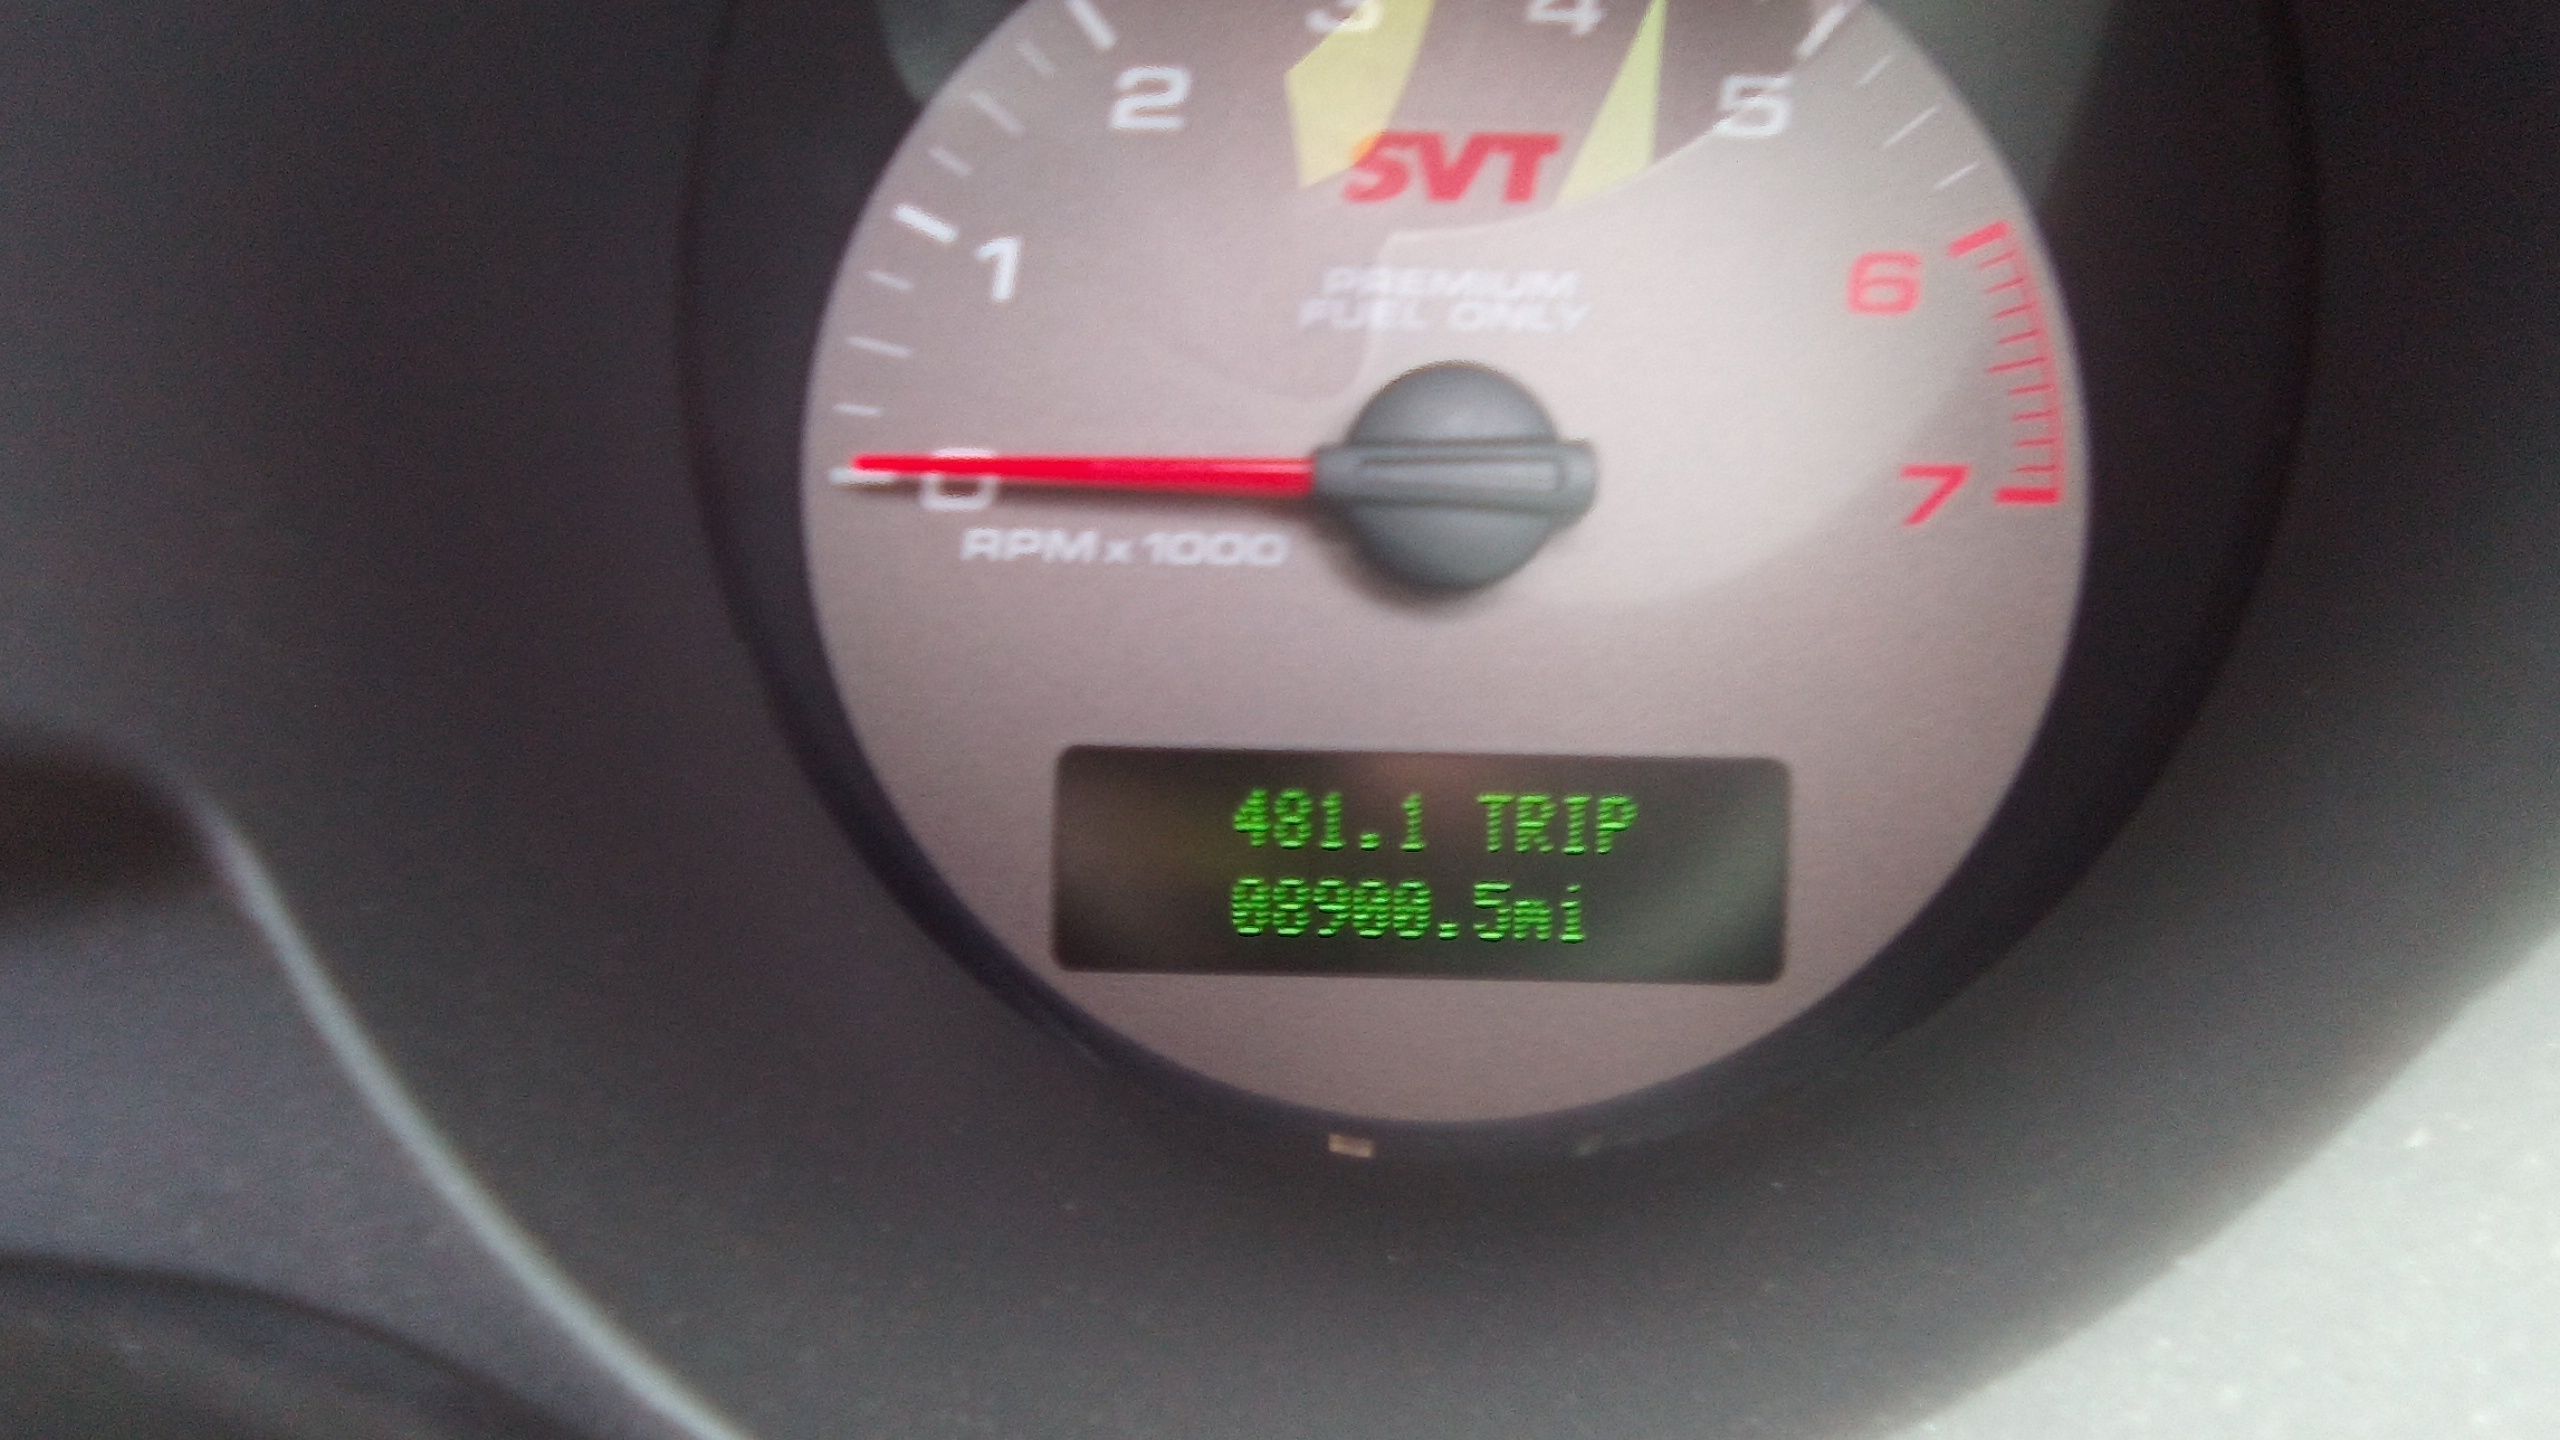 3 4
2 5
SVT
1 6
PREMIUM
FUEL ONLY
0 7
RPM x 1000
481.1 TRIP
08900.5mi